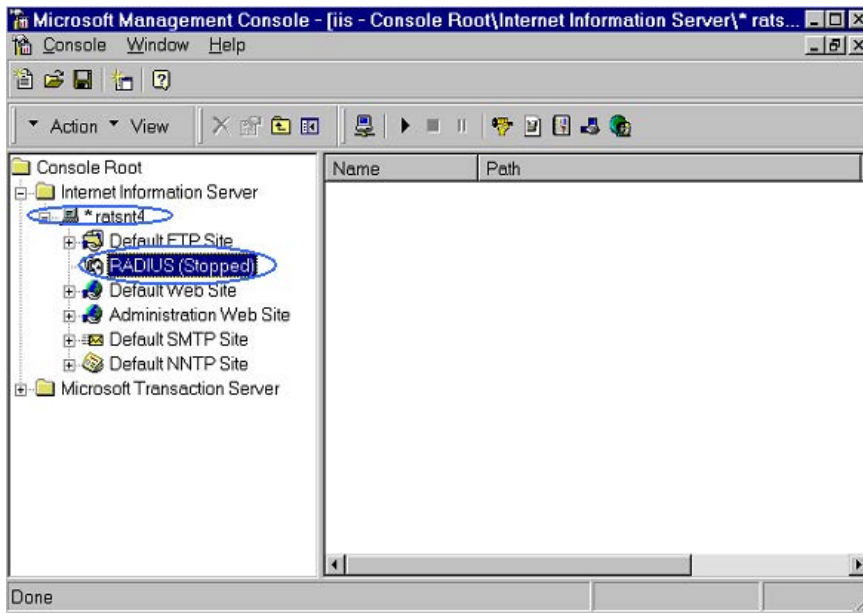 Microsoft Management Console - [iis - Console Root\Internet Information Server\* rats...
Console Window Help
Action View
Console Root
Internet Information Server
* ratsnt4
Default FTP Site
RADIUS (Stopped)
Default Web Site
Administration Web Site
Default SMTP Site
Default NNTP Site
Microsoft Transaction Server
Name Path
Done